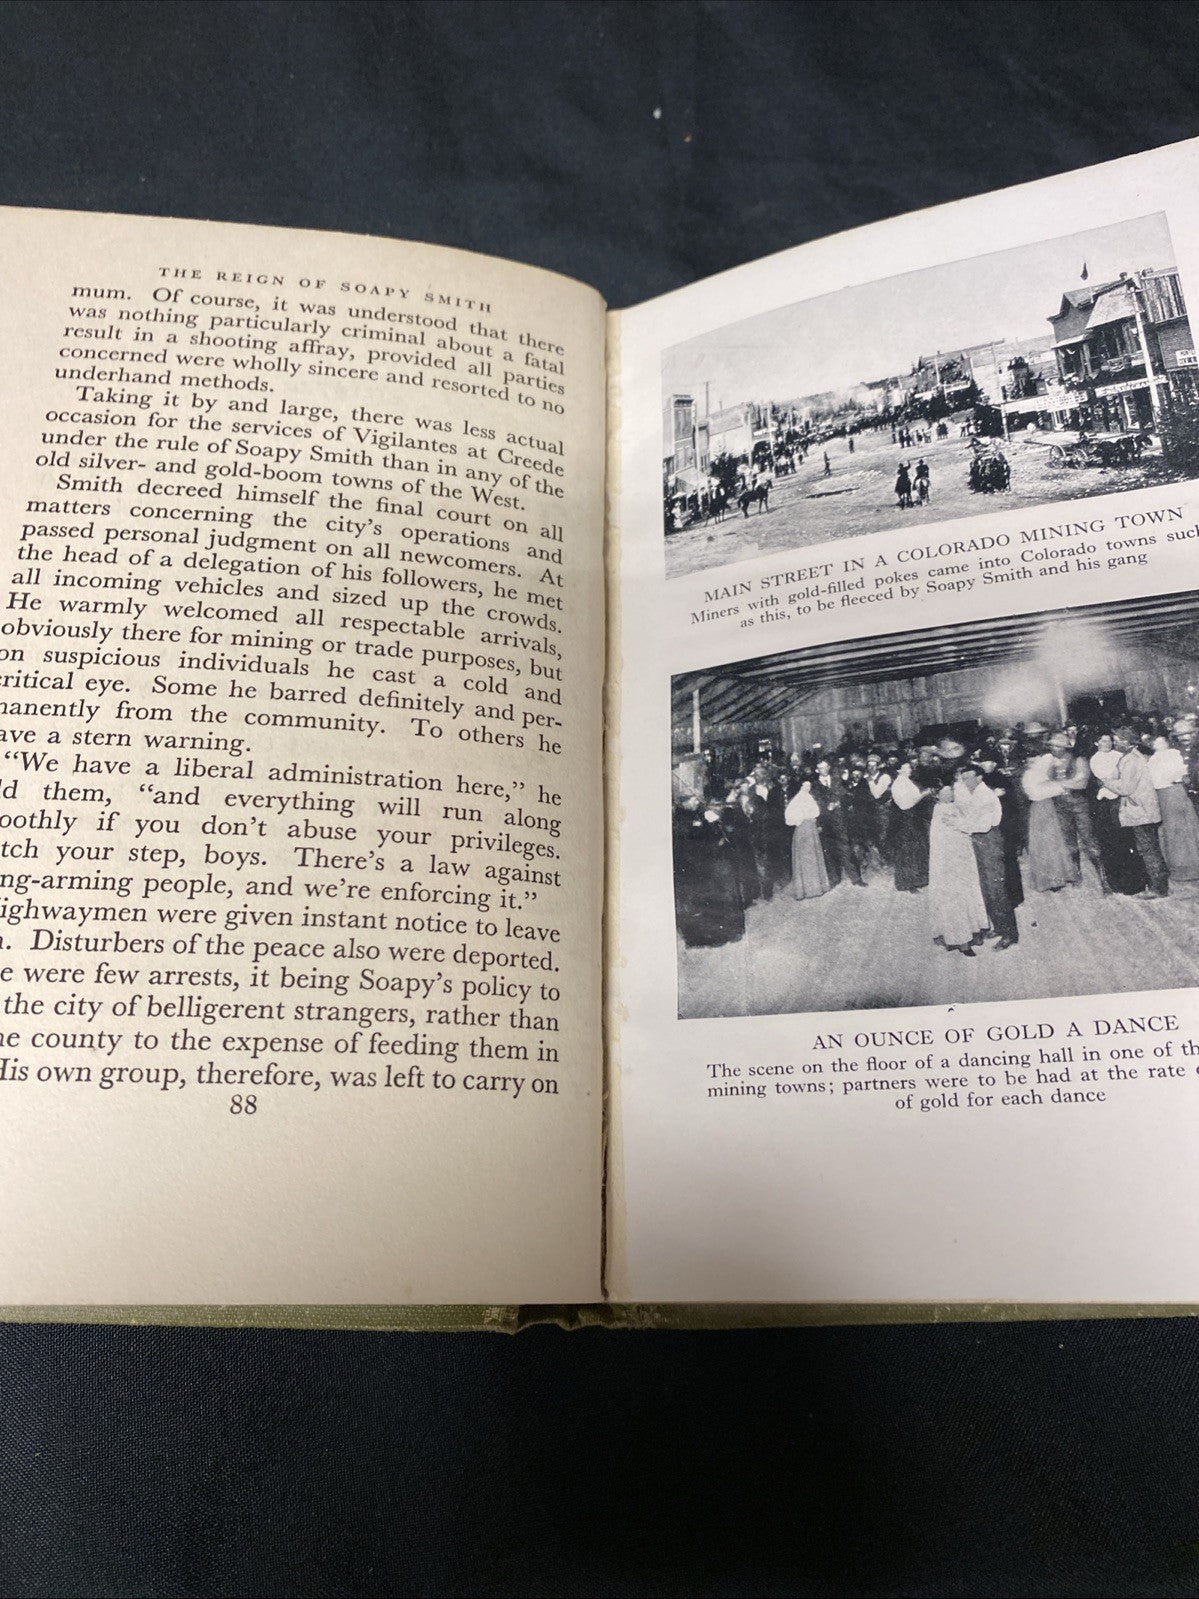 THE REIGN OF SOAPY SMITH
mum. Of course, it was understood that there
was nothing particularly criminal about a fatal
result in a shooting affray, provided all parties
concerned were wholly sincere and resorted to no
underhand methods.
Taking it by and large, there was less actual
occasion for the services of Vigilantes at Creede
under the rule of Soapy Smith than in any of the
old silver- and gold-boom towns of the West.
Smith decreed himself the final court on all
matters concerning the city's operations and
passed personal judgment on all newcomers. At
the head of a delegation of his followers, he met
all incoming vehicles and sized up the crowds.
He warmly welcomed all respectable arrivals,
obviously there for mining or trade purposes, but
on suspicious individuals he cast a cold and
critical eye. Some he barred definitely and per-
manently from the community. To others he
ave a stern warning.
"We have a liberal administration here," he
ld them, "and everything will run along
oothly if you don't abuse your privileges.
tch your step, boys. There's a law against
ng-arming people, and we're enforcing it."
ighwaymen were given instant notice to leave
n. Disturbers of the peace also were deported.
e were few arrests, it being Soapy's policy to
the city of belligerent strangers, rather than
he county to the expense of feeding them in
His own group, therefore, was left to carry on
88
MAIN STREET IN A COLORADO MINING TOWN
Miners with gold-filled pokes came into Colorado towns such
as this, to be fleeced by Soapy Smith and his gang
AN OUNCE OF GOLD A DANCE
The scene on the floor of a dancing hall in one of th
mining towns; partners were to be had at the rate
of gold for each dance